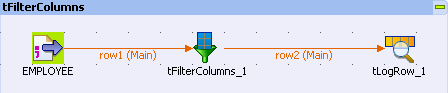 tFilterColumns
row1 (Main)
row2 (Main)
EMPLOYEE
tFilterColumns_1
tLogRow_1